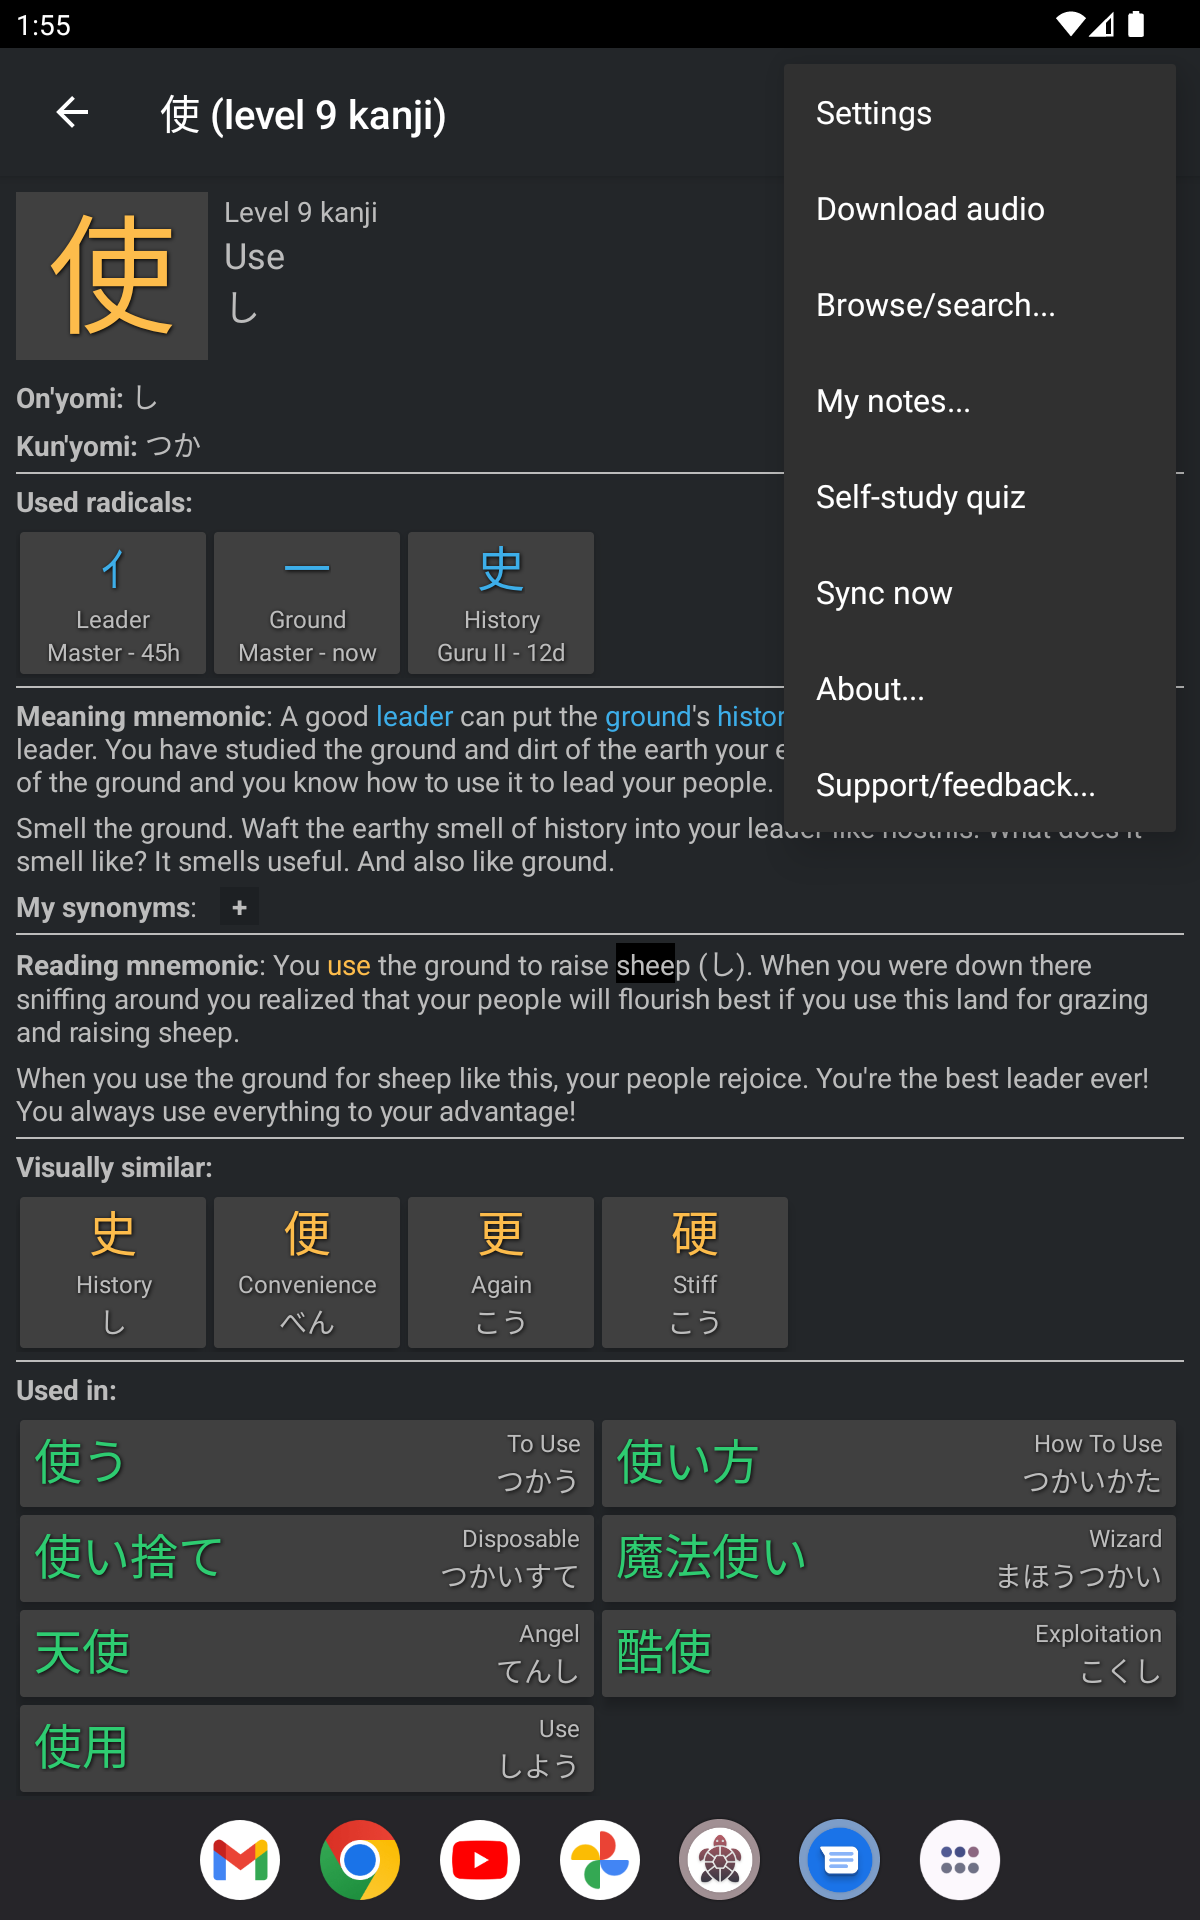 1:55
使 (level 9 kanji)
Settings
Download audio
Browse/search...
My notes...
Self-study quiz
Sync now
About...
Support/feedback...
使
Level 9 kanji
Use
し
On'yomi: し
Kun'yomi: つか
Used radicals:
亻
Leader
Master - 45h
一
Ground
Master - now
史
History
Guru II - 12d
Meaning mnemonic: A good leader can put the ground's histor
leader. You have studied the ground and dirt of the earth your e
of the ground and you know how to use it to lead your people.
Smell the ground. Waft the earthy smell of history into your leader-like nostrils. What does it
smell like? It smells useful. And also like ground.
My synonyms: +
Reading mnemonic: You use the ground to raise sheep (し). When you were down there
sniffing around you realized that your people will flourish best if you use this land for grazing
and raising sheep.
When you use the ground for sheep like this, your people rejoice. You're the best leader ever!
You always use everything to your advantage!
Visually similar:
史
History
し
便
Convenience
べん
更
Again
こう
硬
Stiff
こう
Used in:
使う
To Use
つかう
使い方
How To Use
つかいかた
使い捨て
Disposable
つかいすて
魔法使い
Wizard
まほうつかい
天使
Angel
てんし
酷使
Exploitation
こくし
使用
Use
しよう